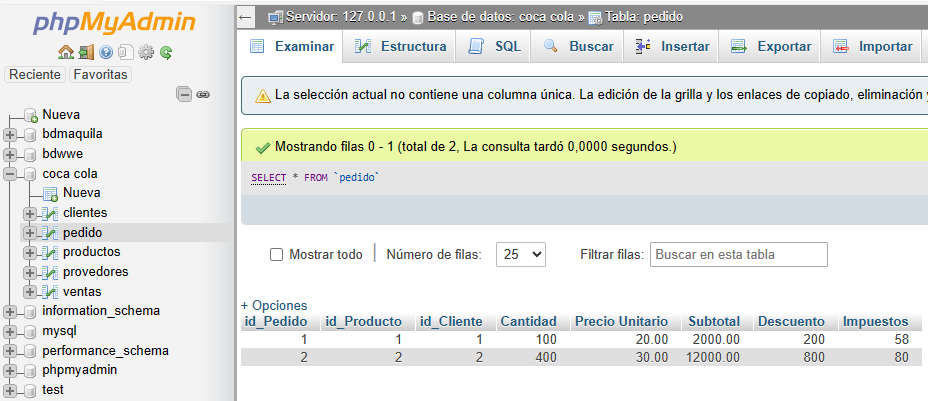 phpMyAdmin
Reciente Favoritas
Nueva
bdmaquila
bdwwe
coca cola
Nueva
clientes
pedido
productos
provedores
ventas
information_schema
mysql
performance_schema
phpmyadmin
test
Servidor: 127.0.0.1 » Base de datos: coca cola » Tabla: pedido
Examinar Estructura SQL Buscar Insertar Exportar Importar
La selección actual no contiene una columna única. La edición de la grilla y los enlaces de copiado, eliminación y
Mostrando filas 0 - 1 (total de 2, La consulta tardó 0,0000 segundos.)
SELECT * FROM `pedido`
Mostrar todo Número de filas: 25 Filtrar filas: Buscar en esta tabla
+ Opciones
id_Pedido id_Producto id_Cliente Cantidad Precio Unitario Subtotal Descuento Impuestos
1 1 1 100 20.00 2000.00 200 58
2 2 2 400 30.00 12000.00 800 80